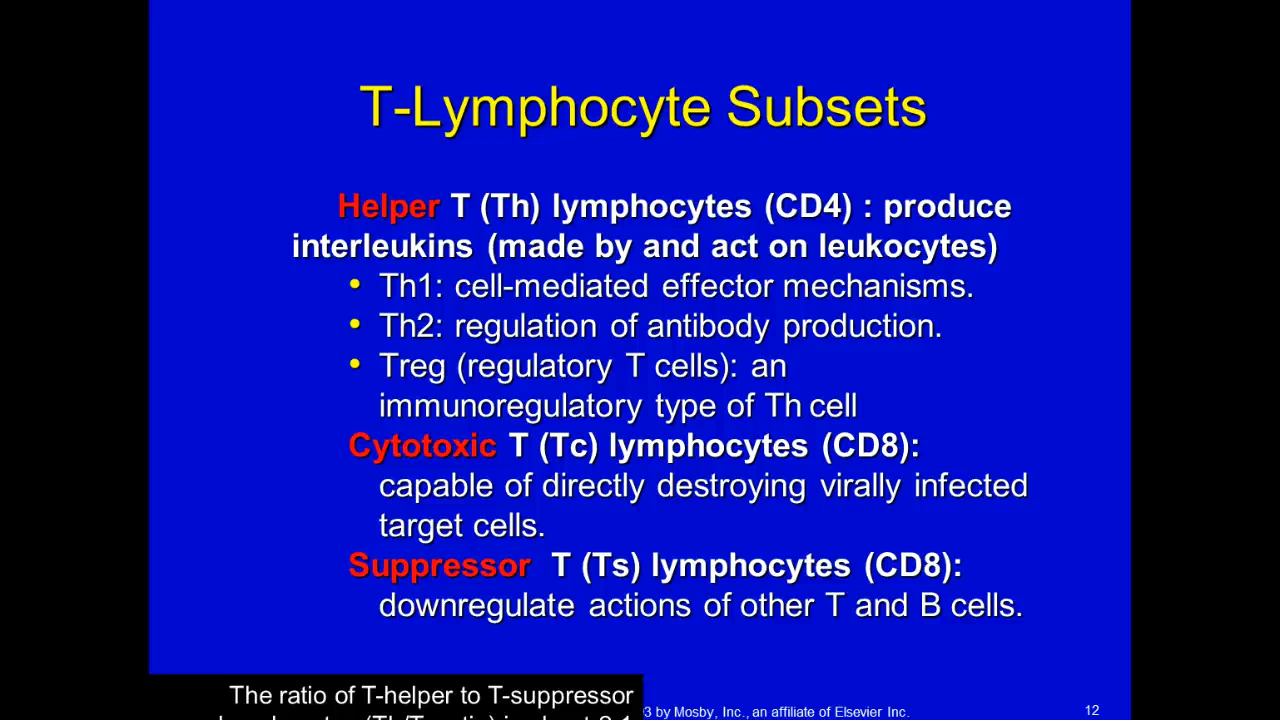 T-Lymphocyte Subsets
Helper T (Th) lymphocytes (CD4) : produce
interleukins (made by and act on leukocytes)
• Th1: cell-mediated effector mechanisms.
• Th2: regulation of antibody production.
• Treg (regulatory T cells): an
immunoregulatory type of Th cell
Cytotoxic T (Tc) lymphocytes (CD8):
capable of directly destroying virally infected
target cells.
Suppressor T (Ts) lymphocytes (CD8):
downregulate actions of other T and B cells.
The ratio of T-helper to T-suppressor
by Mosby, Inc., an affiliate of Elsevier Inc.
12